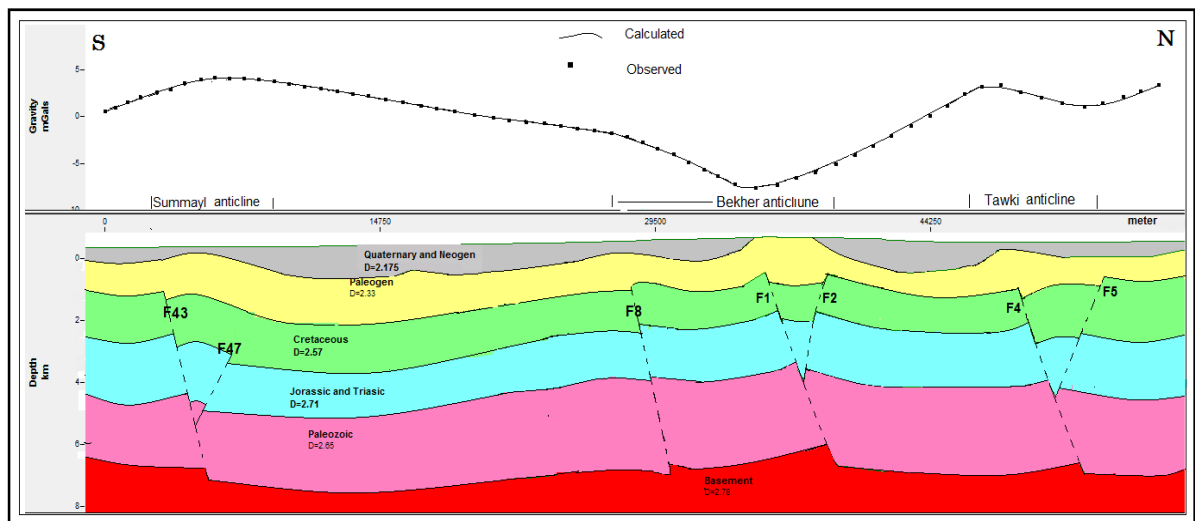 S
N
Calculated
Observed
Gravity
mGals
5
0
-5
-10
Summayl anticline
Bekher anticliune
Tawki anticline
0
14750
29500
44250
meter
Depth
km
0
2
4
6
8
Quaternary and Neogen
D=2.175
Paleogen
D=2.33
F43
F47
F8
F1
F2
F4
F5
Cretaceous
D=2.57
Jorassic and Triasic
D=2.71
Paleozoic
D=2.65
Basement
D=2.78